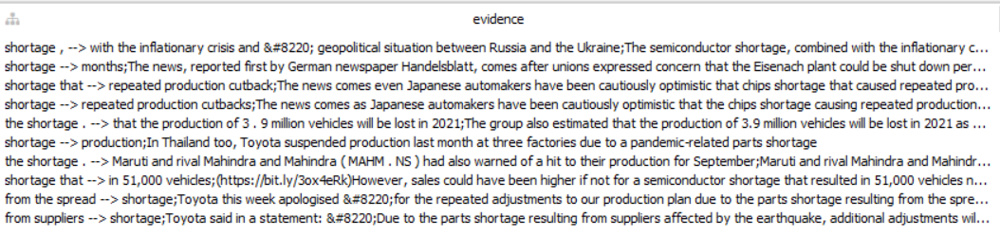 evidence
shortage , --> with the inflationary crisis and &#8220; geopolitical situation between Russia and the Ukraine;The semiconductor shortage, combined with the inflationary c...
shortage --> months;The news, reported first by German newspaper Handelsblatt, comes after unions expressed concern that the Eisenach plant could be shut down per...
shortage that --> repeated production cutback;The news comes even Japanese automakers have been cautiously optimistic that chips shortage that caused repeated pro...
shortage --> repeated production cutbacks;The news comes as Japanese automakers have been cautiously optimistic that the chips shortage causing repeated production...
the shortage . --> that the production of 3 . 9 million vehicles will be lost in 2021;The group also estimated that the production of 3.9 million vehicles will be lost in 2021 as ...
shortage --> production;In Thailand too, Toyota suspended production last month at three factories due to a pandemic-related parts shortage
the shortage . --> Maruti and rival Mahindra and Mahindra ( MAHM . NS ) had also warned of a hit to their production for September;Maruti and rival Mahindra and Mahindr...
shortage that --> in 51,000 vehicles;(https://bit.ly/3ox4eRk)However, sales could have been higher if not for a semiconductor shortage that resulted in 51,000 vehicles n...
from the spread --> shortage;Toyota this week apologised &#8220;for the repeated adjustments to our production plan due to the parts shortage resulting from the spre...
from suppliers --> shortage;Toyota said in a statement: &#8220;Due to the parts shortage resulting from suppliers affected by the earthquake, additional adjustments wil...